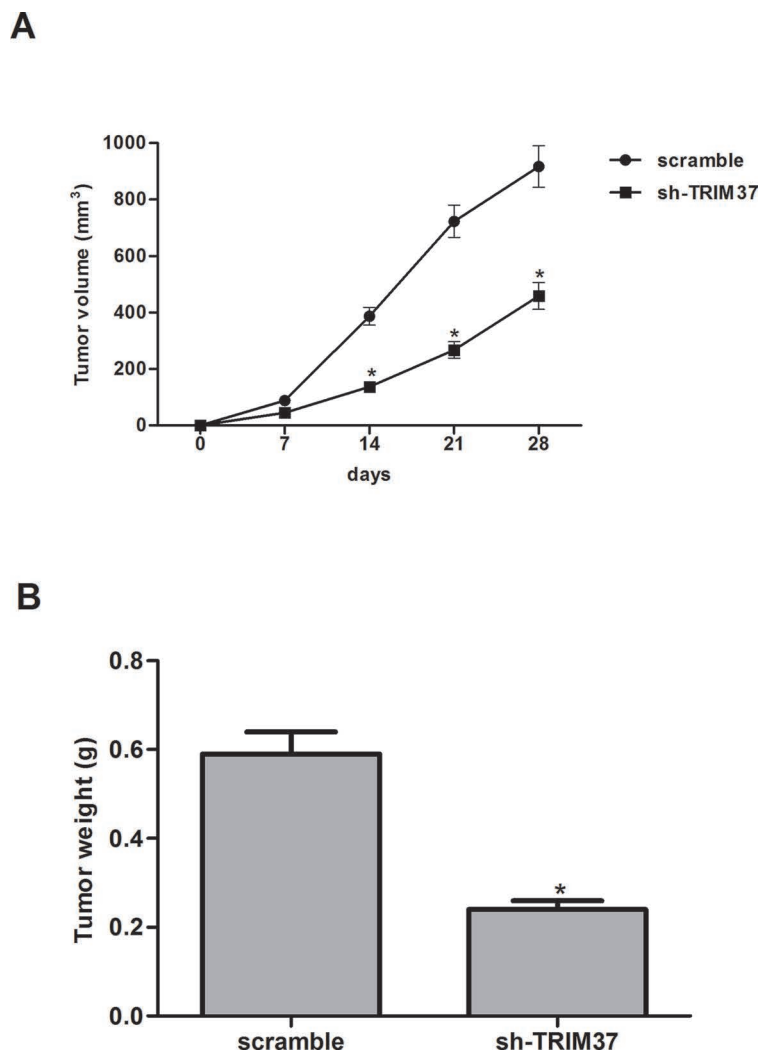 A
1000
800
600
400
200
0
Tumor volume (mm³)
*
*
*
0 7 14 21 28
days
scramble
sh-TRIM37
B
0.8
0.6
0.4
0.2
0.0
Tumor weight (g)
*
scramble sh-TRIM37